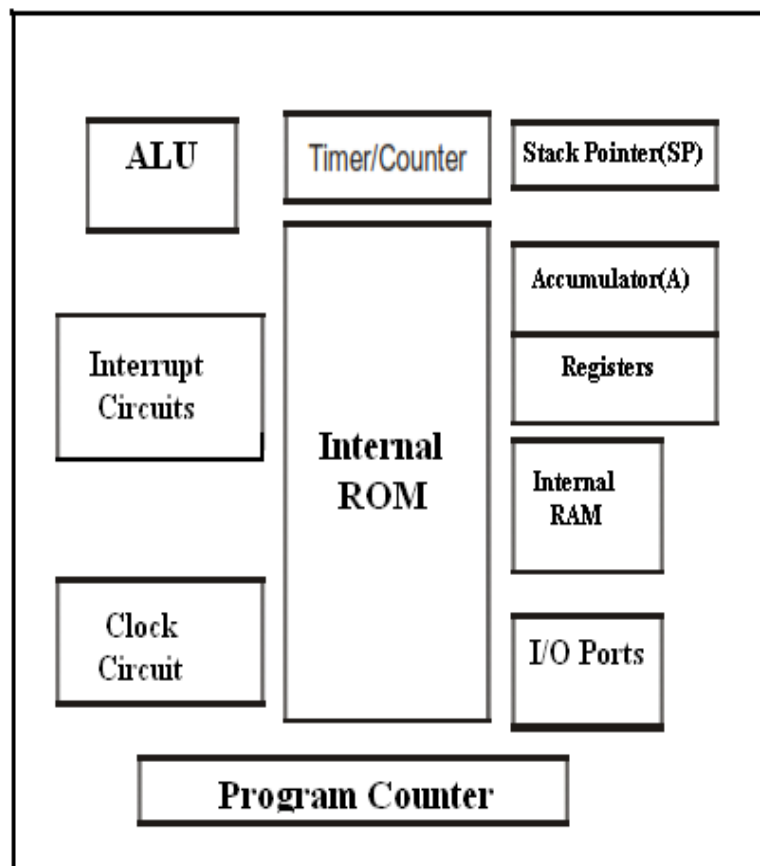 ALU
Timer/Counter
Stack Pointer(SP)
Accumulator(A)
Registers
Interrupt
Circuits
Internal
ROM
Internal
RAM
Clock
Circuit
I/O Ports
Program Counter